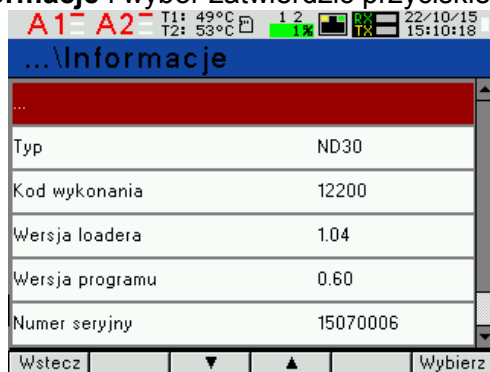 rmacje i wybór zatwierdzić przyciskie
A1 A2 T1: 49°C 1 2 RX 22/10/15
T2: 53°C 1% TX 15:10:18
...\Informacje
...
Typ ND30
Kod wykonania 12200
Wersja loadera 1.04
Wersja programu 0.60
Numer seryjny 15070006
Wstecz ▼ ▲ Wybierz